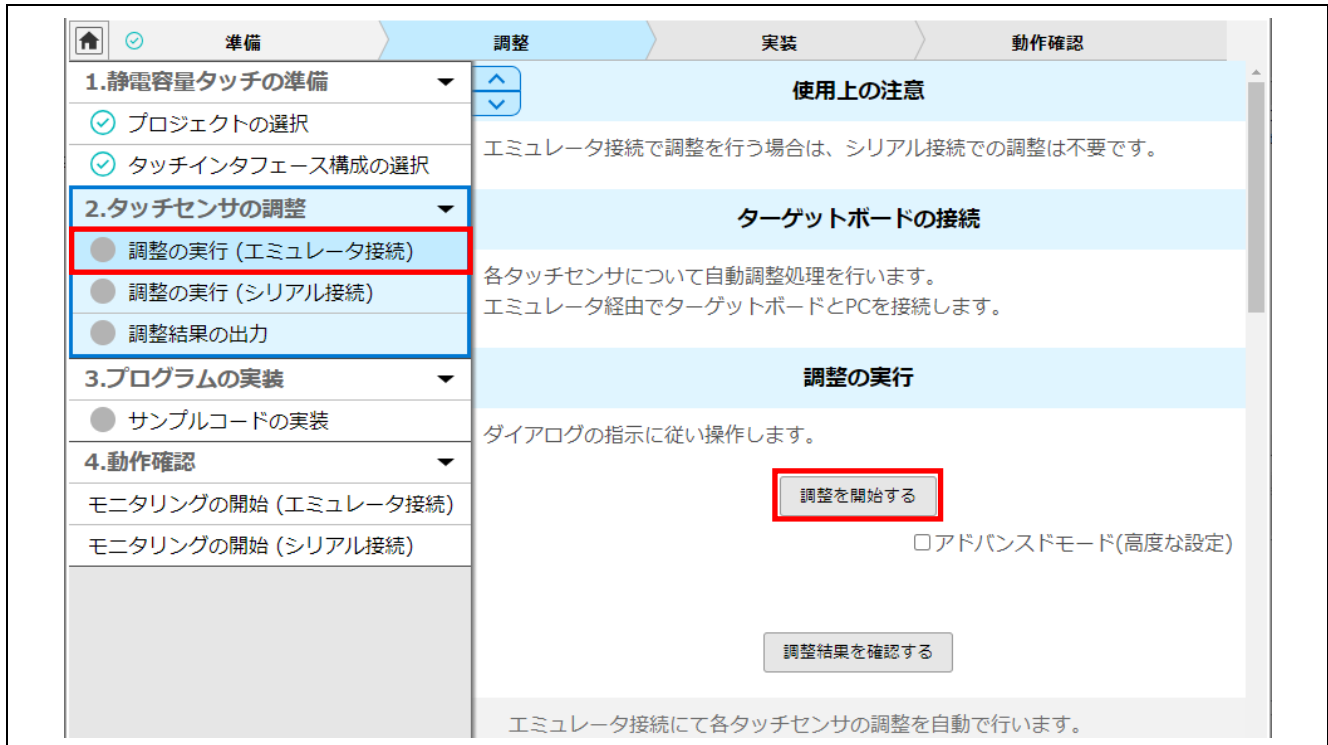 準備
調整
実装
動作確認
1.静電容量タッチの準備
プロジェクトの選択
タッチインタフェース構成の選択
2.タッチセンサの調整
調整の実行 (エミュレータ接続)
調整の実行 (シリアル接続)
調整結果の出力
3.プログラムの実装
サンプルコードの実装
4.動作確認
モニタリングの開始 (エミュレータ接続)
モニタリングの開始 (シリアル接続)
使用上の注意
エミュレータ接続で調整を行う場合は、シリアル接続での調整は不要です。
ターゲットボードの接続
各タッチセンサについて自動調整処理を行います。
エミュレータ経由でターゲットボードとPCを接続します。
調整の実行
ダイアログの指示に従い操作します。
調整を開始する
アドバンスドモード(高度な設定)
調整結果を確認する
エミュレータ接続にて各タッチセンサの調整を自動で行います。